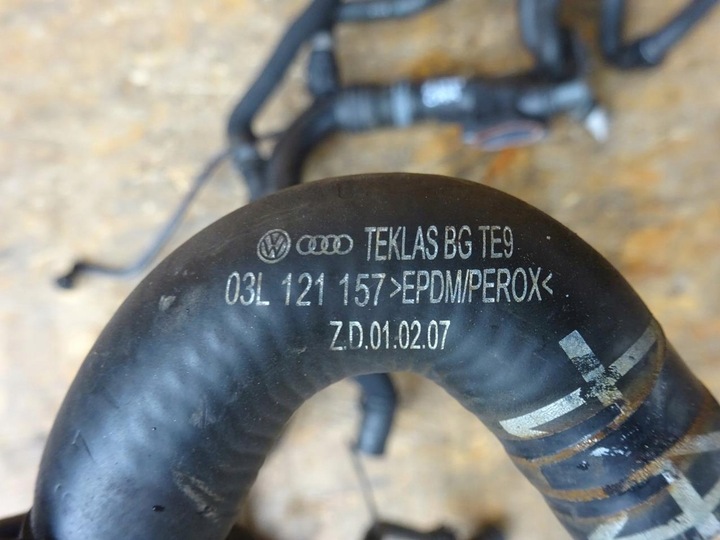 TEKLAS BG TE9
03L 121 157 >EPDM/PEROX<
Z.D.01.02.07